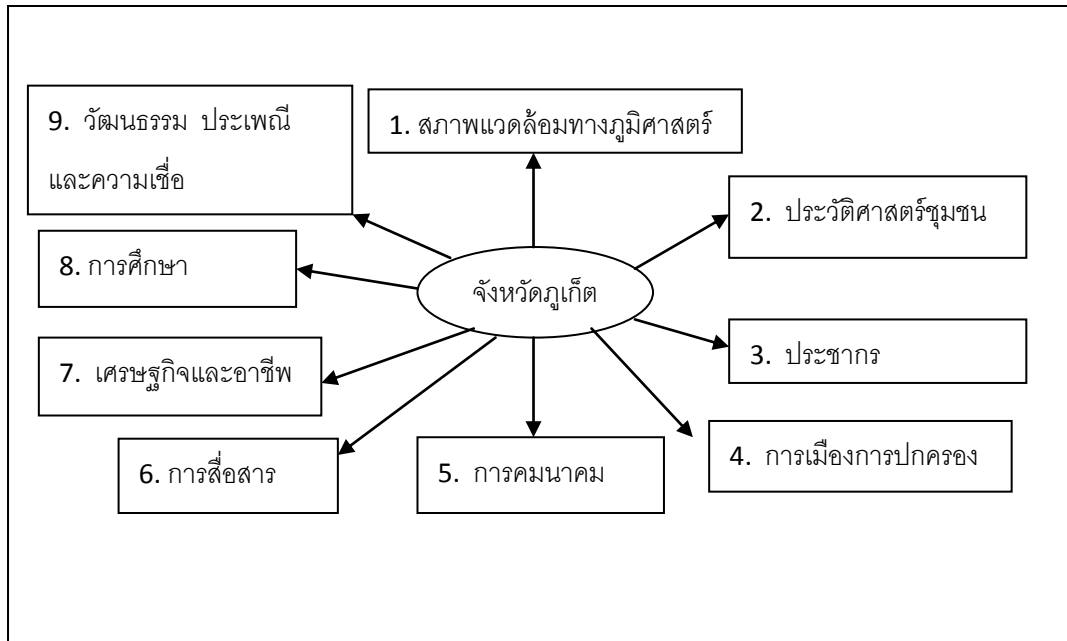 จังหวัดภูเก็ต
1. สภาพแวดล้อมทางภูมิศาสตร์
2. ประวัติศาสตร์ชุมชน
3. ประชากร
4. การเมืองการปกครอง
5. การคมนาคม
6. การสื่อสาร
7. เศรษฐกิจและอาชีพ
8. การศึกษา
9. วัฒนธรรม ประเพณี
และความเชื่อ